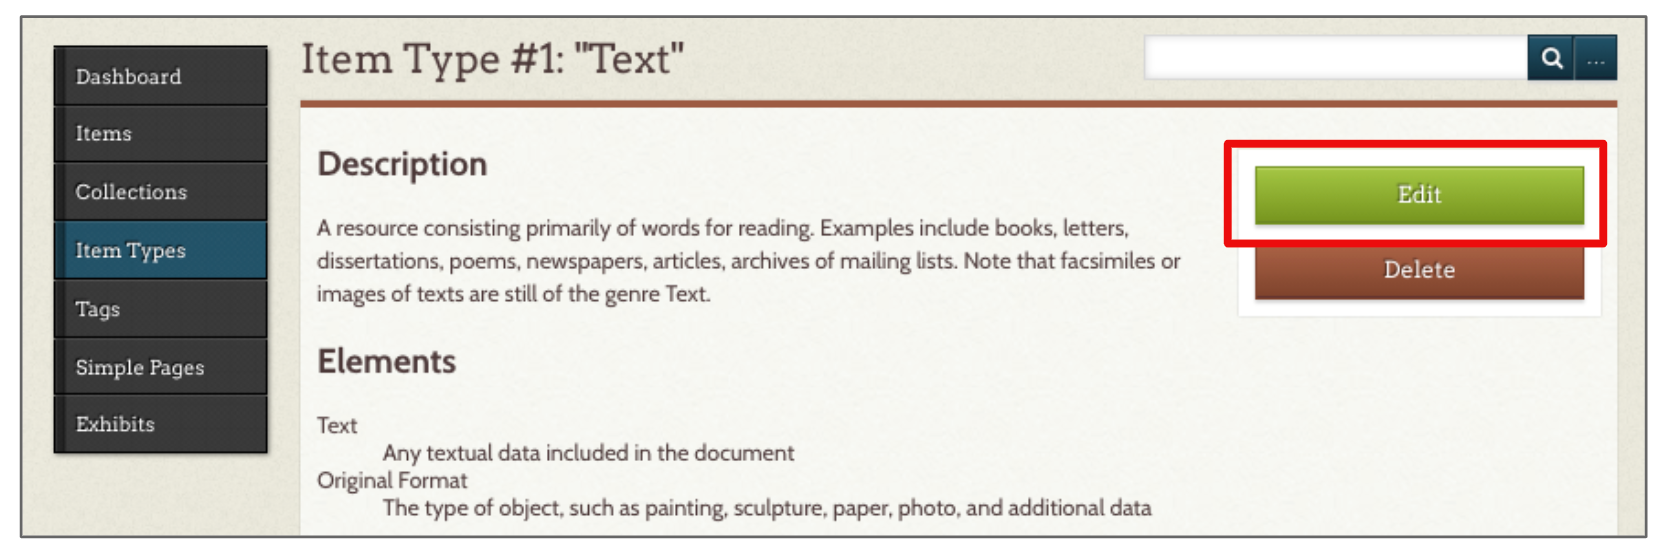 Item Type #1: "Text"
...
Dashboard
Items
Collections
Item Types
Tags
Simple Pages
Exhibits
Description
A resource consisting primarily of words for reading. Examples include books, letters,
dissertations, poems, newspapers, articles, archives of mailing lists. Note that facsimiles or
images of texts are still of the genre Text.
Elements
Text
Any textual data included in the document
Original Format
The type of object, such as painting, sculpture, paper, photo, and additional data
Edit
Delete